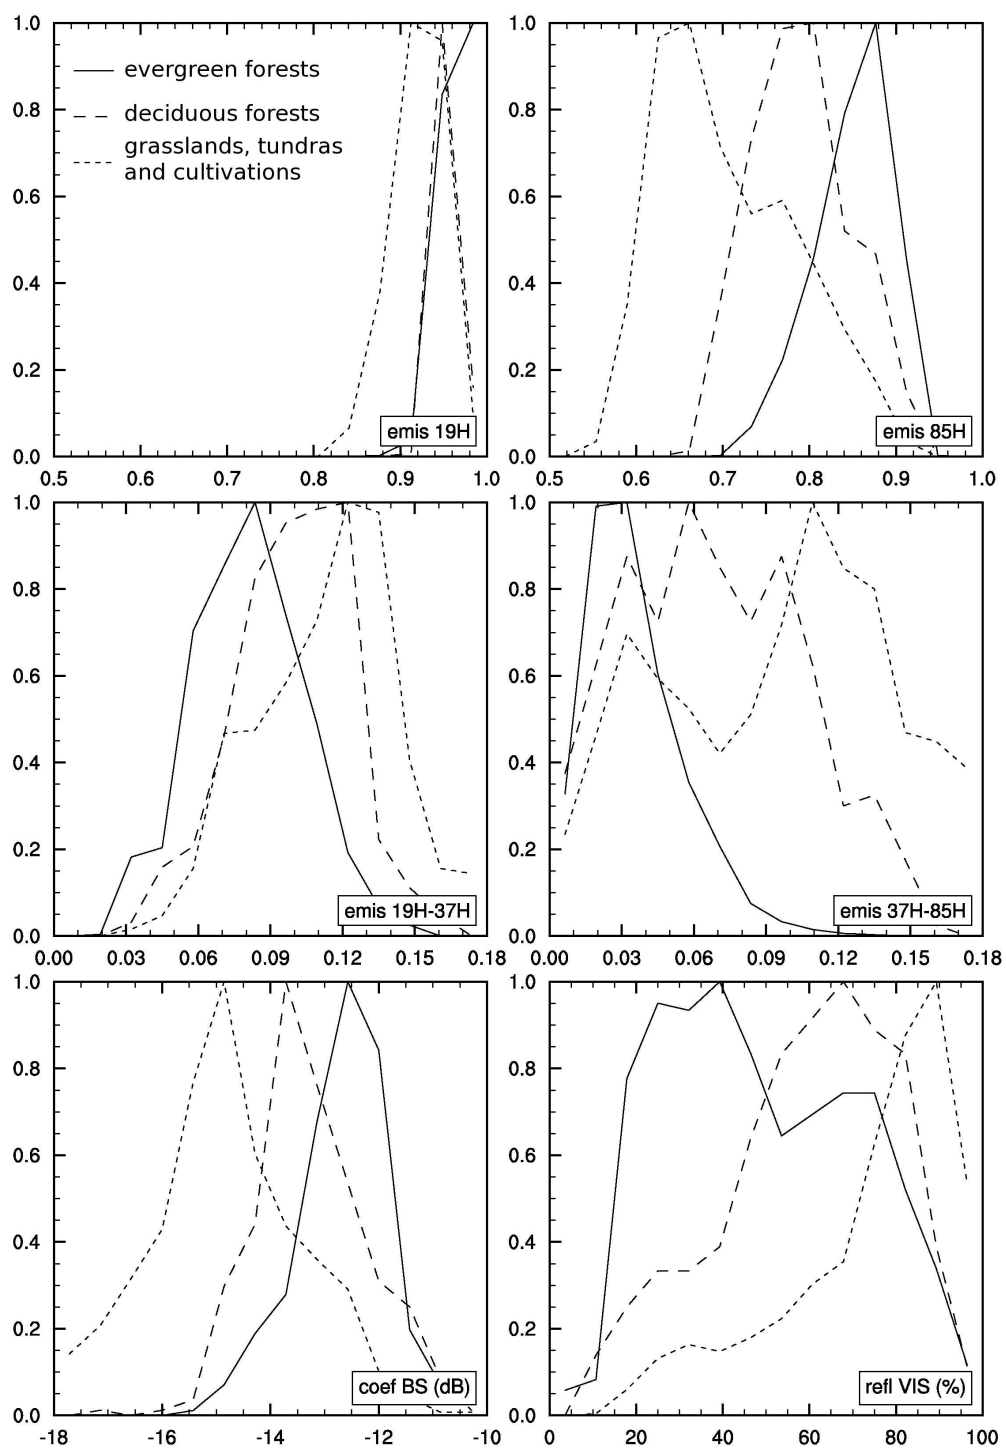 1.0
0.8
0.6
0.4
0.2
0.0
evergreen forests
deciduous forests
grasslands, tundras
and cultivations
emis 19H
0.5 0.6 0.7 0.8 0.9 1.0
1.0
0.8
0.6
0.4
0.2
0.0
emis 85H
0.5 0.6 0.7 0.8 0.9 1.0
1.0
0.8
0.6
0.4
0.2
0.0
emis 19H-37H
0.00 0.03 0.06 0.09 0.12 0.15 0.18
1.0
0.8
0.6
0.4
0.2
0.0
emis 37H-85H
0.00 0.03 0.06 0.09 0.12 0.15 0.18
1.0
0.8
0.6
0.4
0.2
0.0
coef BS (dB)
-18 -16 -14 -12 -10
1.0
0.8
0.6
0.4
0.2
0.0
refl VIS (%)
0 20 40 60 80 100